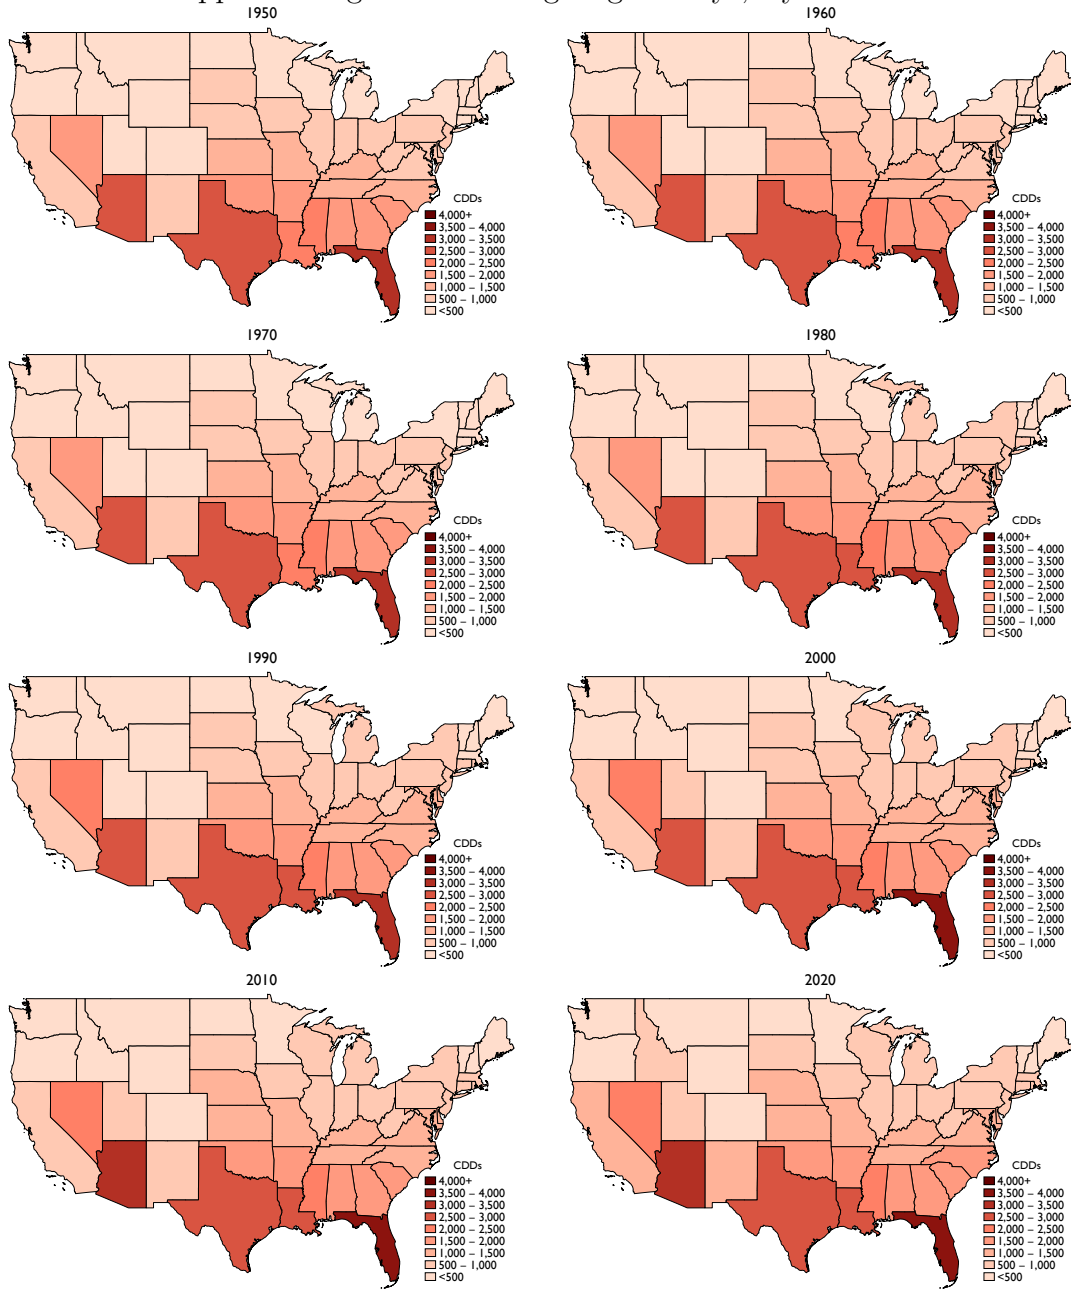 1950
CDDs
4,000+
3,500 – 4,000
3,000 – 3,500
2,500 – 3,000
2,000 – 2,500
1,500 – 2,000
1,000 – 1,500
500 – 1,000
<500
1960
CDDs
4,000+
3,500 – 4,000
3,000 – 3,500
2,500 – 3,000
2,000 – 2,500
1,500 – 2,000
1,000 – 1,500
500 – 1,000
<500
1970
CDDs
4,000+
3,500 – 4,000
3,000 – 3,500
2,500 – 3,000
2,000 – 2,500
1,500 – 2,000
1,000 – 1,500
500 – 1,000
<500
1980
CDDs
4,000+
3,500 – 4,000
3,000 – 3,500
2,500 – 3,000
2,000 – 2,500
1,500 – 2,000
1,000 – 1,500
500 – 1,000
<500
1990
CDDs
4,000+
3,500 – 4,000
3,000 – 3,500
2,500 – 3,000
2,000 – 2,500
1,500 – 2,000
1,000 – 1,500
500 – 1,000
<500
2000
CDDs
4,000+
3,500 – 4,000
3,000 – 3,500
2,500 – 3,000
2,000 – 2,500
1,500 – 2,000
1,000 – 1,500
500 – 1,000
<500
2010
CDDs
4,000+
3,500 – 4,000
3,000 – 3,500
2,500 – 3,000
2,000 – 2,500
1,500 – 2,000
1,000 – 1,500
500 – 1,000
<500
2020
CDDs
4,000+
3,500 – 4,000
3,000 – 3,500
2,500 – 3,000
2,000 – 2,500
1,500 – 2,000
1,000 – 1,500
500 – 1,000
<500